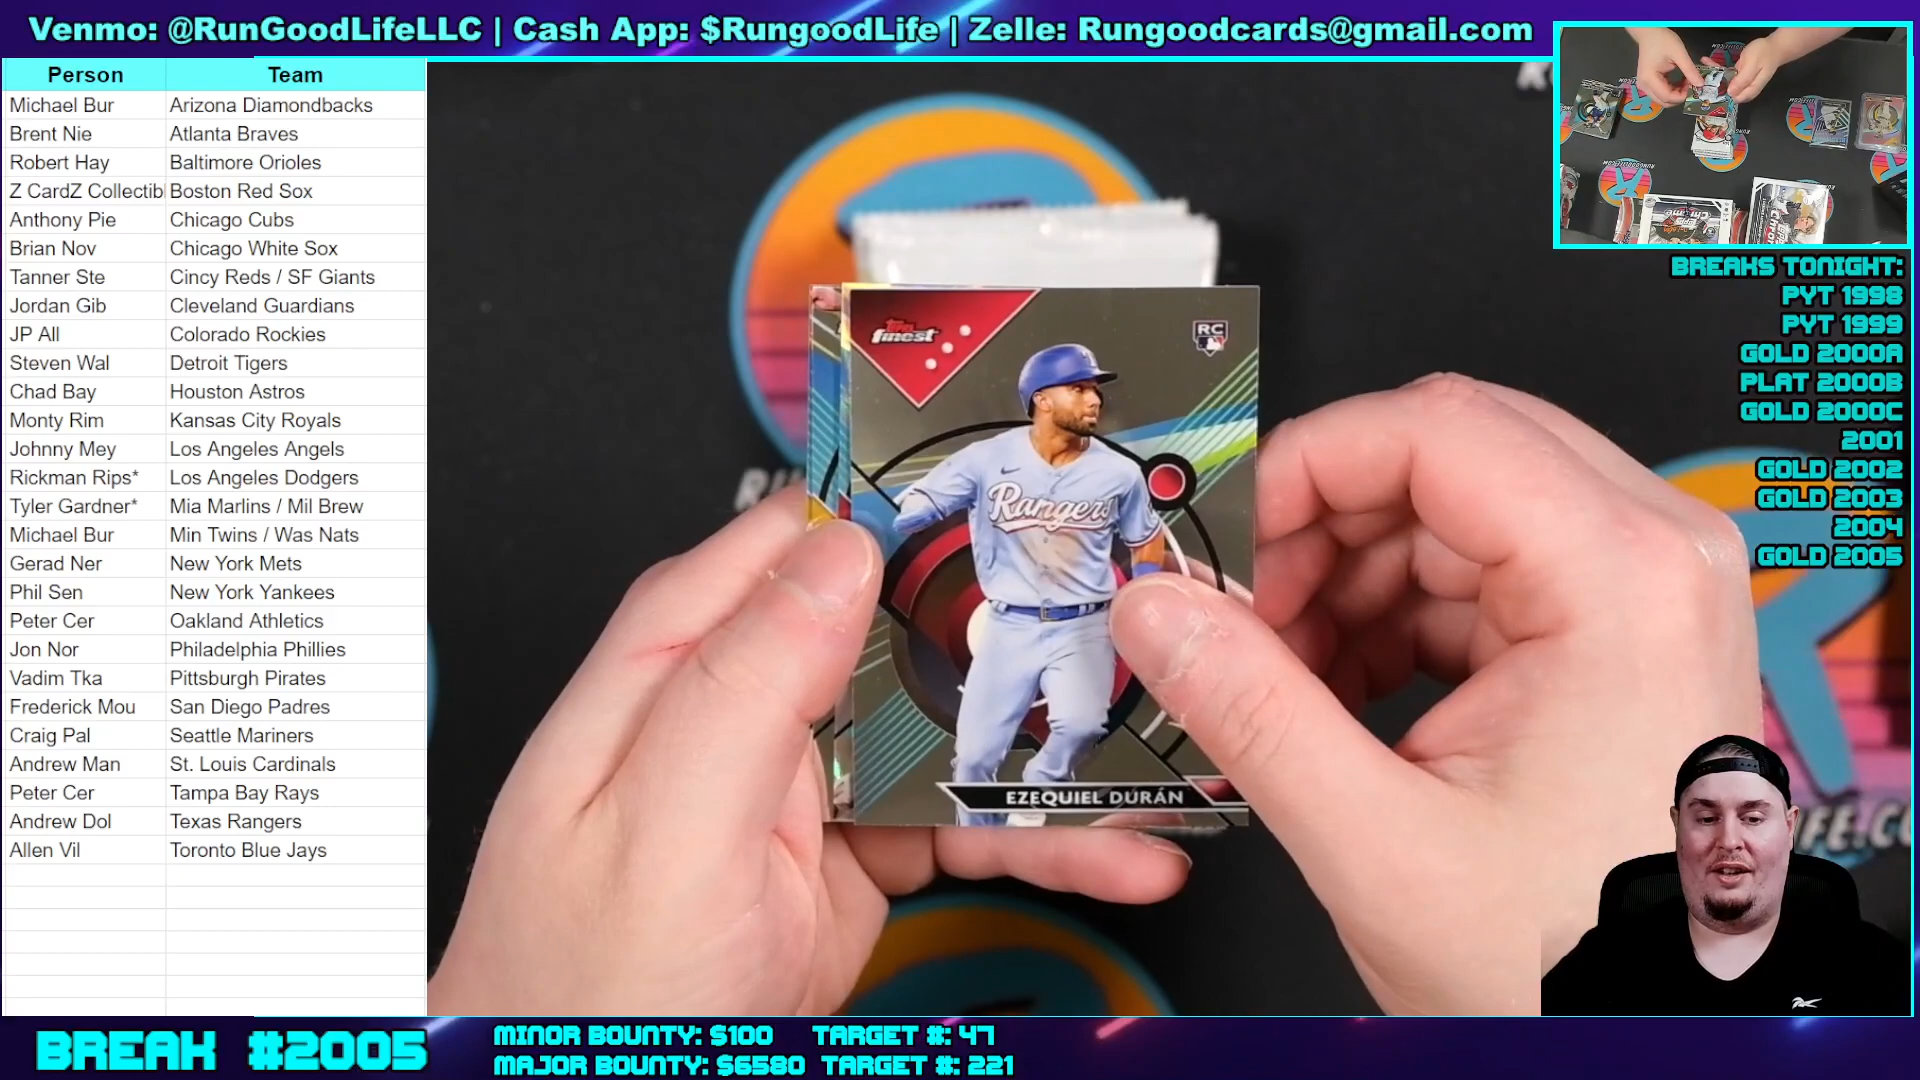 Venmo: @RunGoodLifeLLC | Cash App: $RungoodLife | Zelle: Rungoodcards@gmail.com
Person Team
Michael Bur Arizona Diamondbacks
Brent Nie Atlanta Braves
Robert Hay Baltimore Orioles
Z CardZ Collectibl Boston Red Sox
Anthony Pie Chicago Cubs
Brian Nov Chicago White Sox
Tanner Ste Cincy Reds / SF Giants
Jordan Gib Cleveland Guardians
JP All Colorado Rockies
Steven Wal Detroit Tigers
Chad Bay Houston Astros
Monty Rim Kansas City Royals
Johnny Mey Los Angeles Angels
Rickman Rips* Los Angeles Dodgers
Tyler Gardner* Mia Marlins / Mil Brew
Michael Bur Min Twins / Was Nats
Gerad Ner New York Mets
Phil Sen New York Yankees
Peter Cer Oakland Athletics
Jon Nor Philadelphia Phillies
Vadim Tka Pittsburgh Pirates
Frederick Mou San Diego Padres
Craig Pal Seattle Mariners
Andrew Man St. Louis Cardinals
Peter Cer Tampa Bay Rays
Andrew Dol Texas Rangers
Allen Vil Toronto Blue Jays
finest
RC
Rangers
EZEQUIEL DURÁN
BREAKS TONIGHT:
PYT 1998
PYT 1999
GOLD 2000A
PLAT 2000B
GOLD 2000C
2001
GOLD 2002
GOLD 2003
2004
GOLD 2005
BREAK #2005
MINOR BOUNTY: $100 TARGET #: 47
MAJOR BOUNTY: $6580 TARGET #: 221